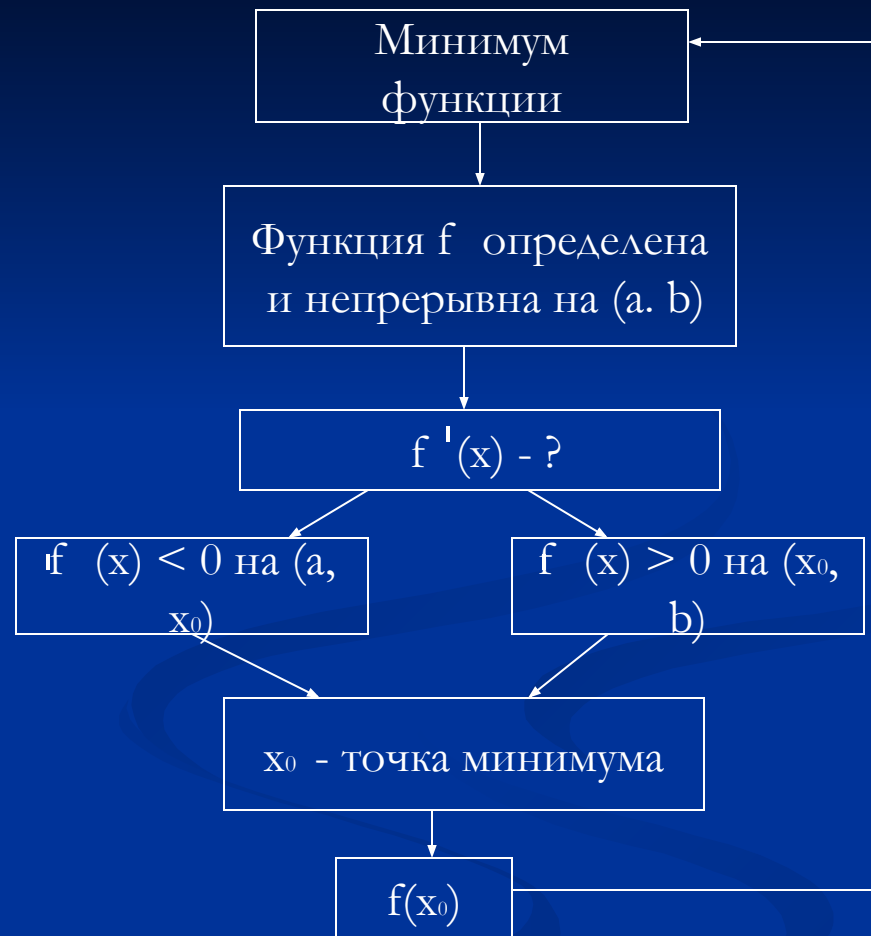 Минимум
функции
Функция f определена
и непрерывна на (a. b)
f '(x) - ?
'f (x) < 0 на (a,
x₀)
f (x) > 0 на (x₀,
b)
x₀ - точка минимума
f(x₀)